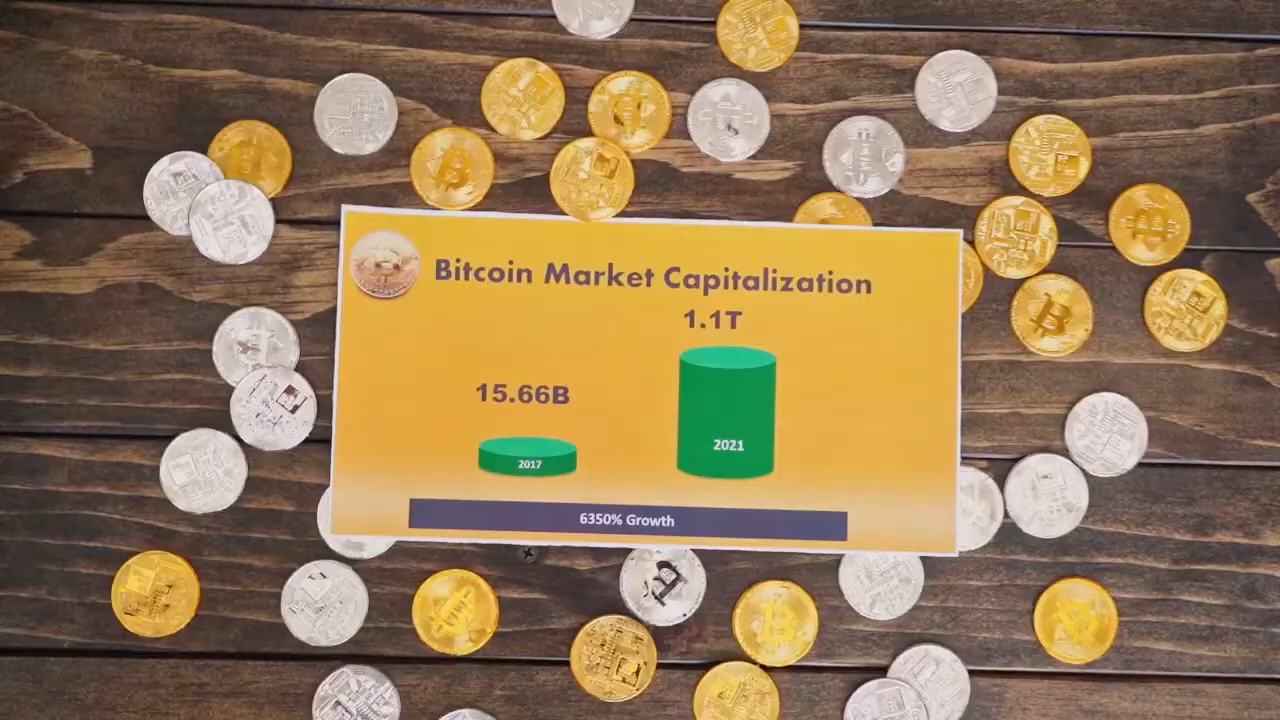 Bitcoin Market Capitalization
1.1T
15.66B
2021
2017
6350% Growth